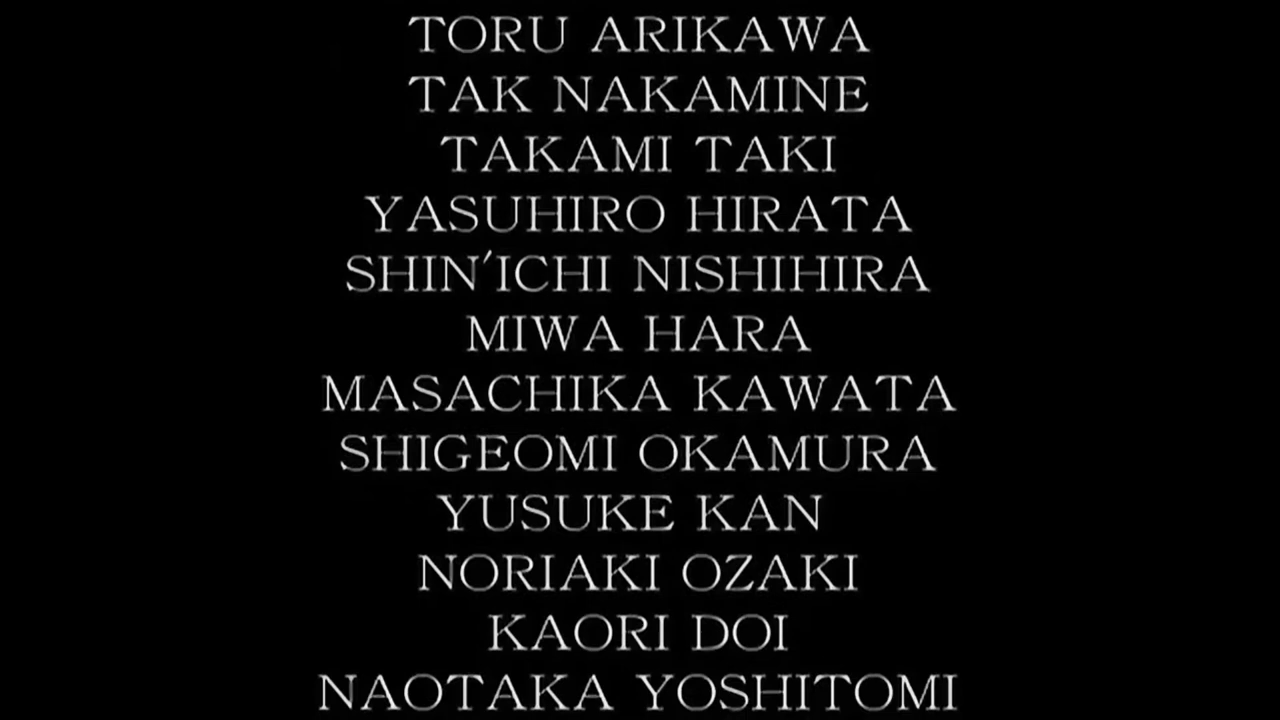 TORU ARIKAWA
TAK NAKAMINE
TAKAMI TAKI
YASUHIRO HIRATA
SHIN'ICHI NISHIHIRA
MIWA HARA
MASACHIKA KAWATA
SHIGEOMI OKAMURA
YUSUKE KAN
NORIAKI OZAKI
KAORI DOI
NAOTAKA YOSHITOMI